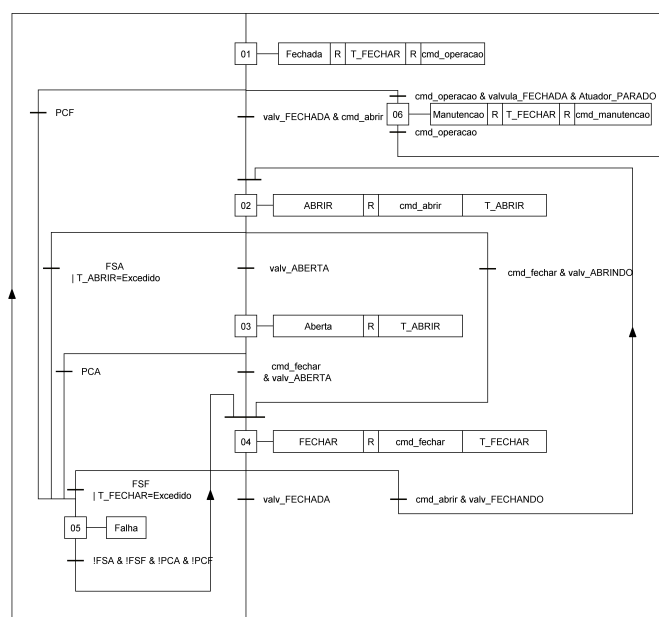 01 Fechada R T_FECHAR R cmd_operacao
cmd_operacao & valvula_FECHADA & Atuador_PARADO
PCF
valv_FECHADA & cmd_abrir
06 Manutencao R T_FECHAR R cmd_manutencao
cmd_operacao
02 ABRIR R cmd_abrir T_ABRIR
FSA
| T_ABRIR=Excedido
valv_ABERTA
cmd_fechar & valv_ABRINDO
03 Aberta R T_ABRIR
PCA
cmd_fechar
& valv_ABERTA
04 FECHAR R cmd_fechar T_FECHAR
FSF
| T_FECHAR=Excedido
valv_FECHADA
cmd_abrir & valv_FECHANDO
05 Falha
!FSA & !FSF & !PCA & !PCF